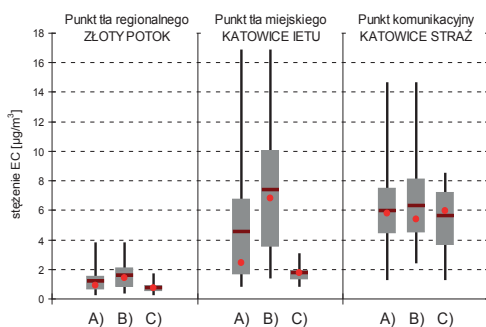 Punkt tła regionalnego
ZŁOTY POTOK
Punkt tła miejskiego
KATOWICE IETU
Punkt komunikacyjny
KATOWICE STRAŻ
stężenie EC [µg/m³]
18
16
14
12
10
8
6
4
2
0
A) B) C) A) B) C) A) B) C)